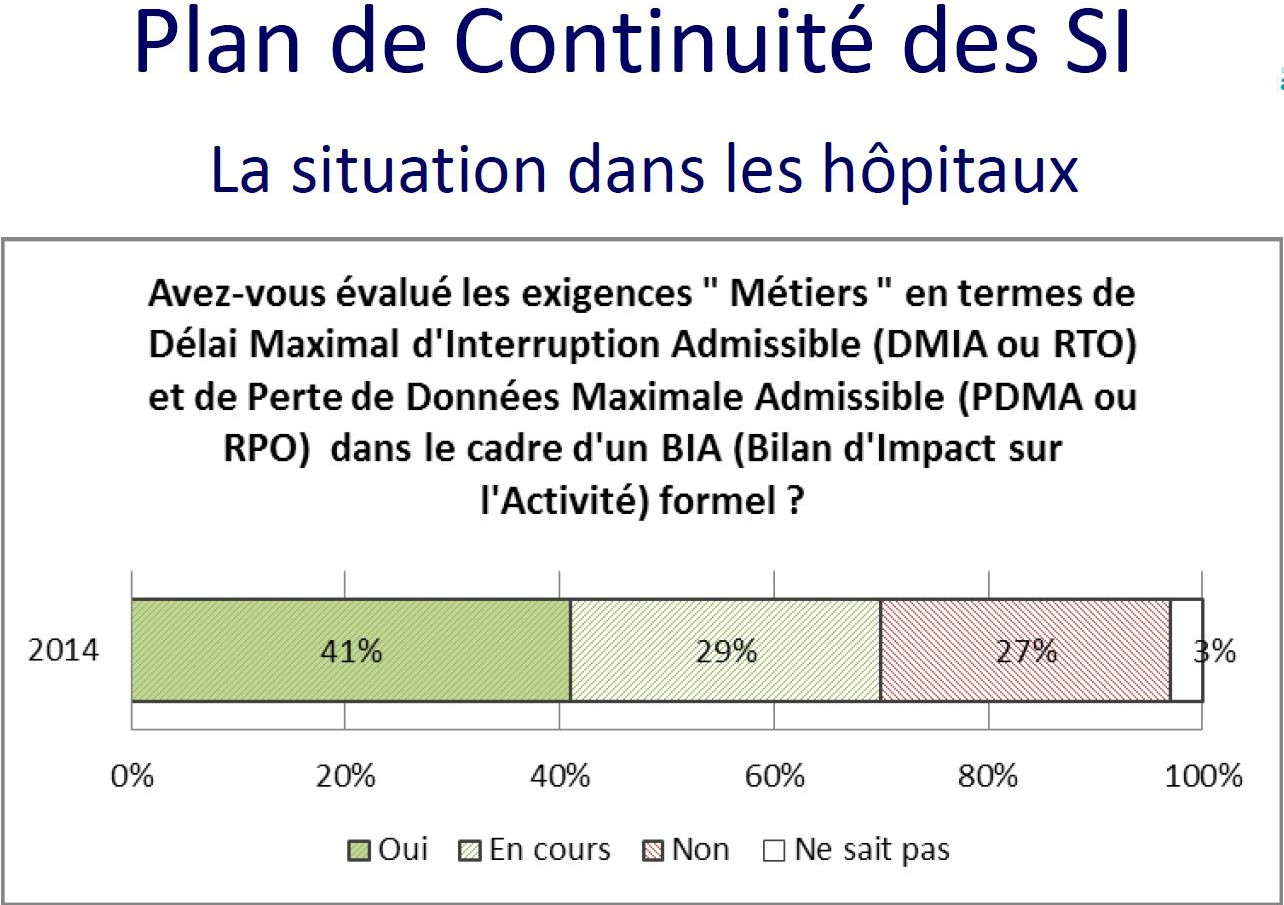 Plan de Continuité des SI
La situation dans les hôpitaux
Avez-vous évalué les exigences " Métiers " en termes de
Délai Maximal d'Interruption Admissible (DMIA ou RTO)
et de Perte de Données Maximale Admissible (PDMA ou
RPO) dans le cadre d'un BIA (Bilan d'Impact sur
l'Activité) formel ?
2014 41% 29% 27% 3%
0% 20% 40% 60% 80% 100%
Oui En cours Non Ne sait pas